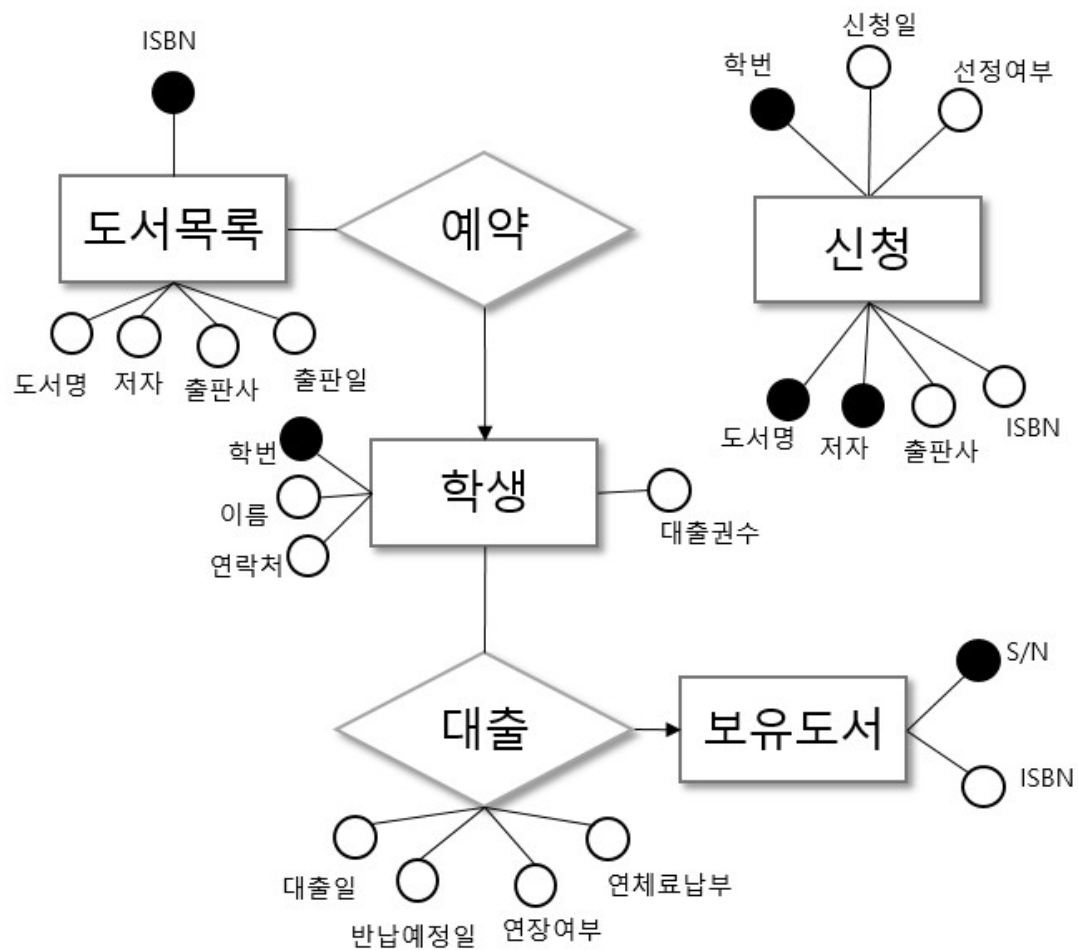 ISBN
도서목록
도서명
저자
출판사
출판일
예약
신청일
학번
선정여부
신청
도서명
저자
출판사
ISBN
학번
이름
연락처
학생
대출권수
대출
대출일
반납예정일
연장여부
연체료납부
보유도서
S/N
ISBN